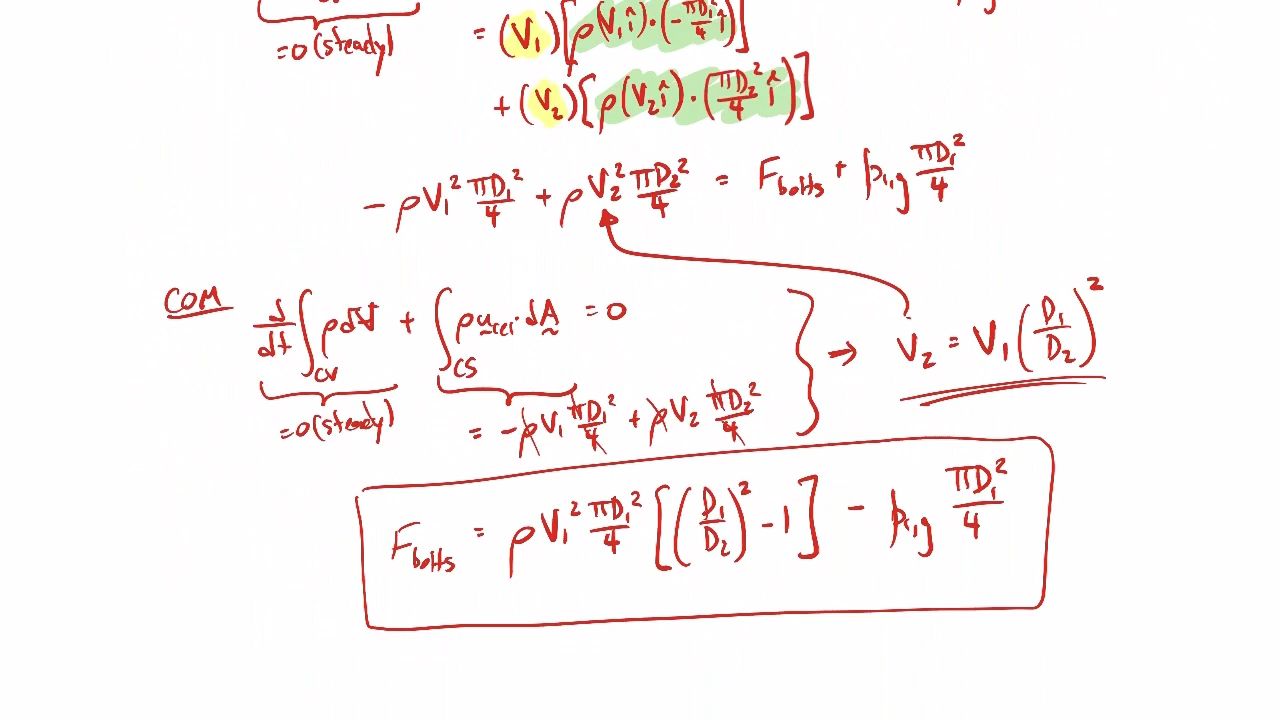 =0 (steady)
= (V₁)[ρ(V₁î)·(-πD₁²/4 î)]
+ (V₂)[ρ(V₂î)·(πD₂²/4 î)]
-ρV₁² πD₁²/4 + ρV₂² πD₂²/4 = F_bolts + p₁,g πD₁²/4
COM
d/dt ∫_CV ρdV + ∫_CS ρu_rel·dA = 0
→ V₂ = V₁(D₁/D₂)²
=0 (steady)
= -ρV₁ πD₁²/4 + ρV₂ πD₂²/4
F_bolts = ρV₁² πD₁²/4 [(D₁/D₂)² - 1] - p₁,g πD₁²/4